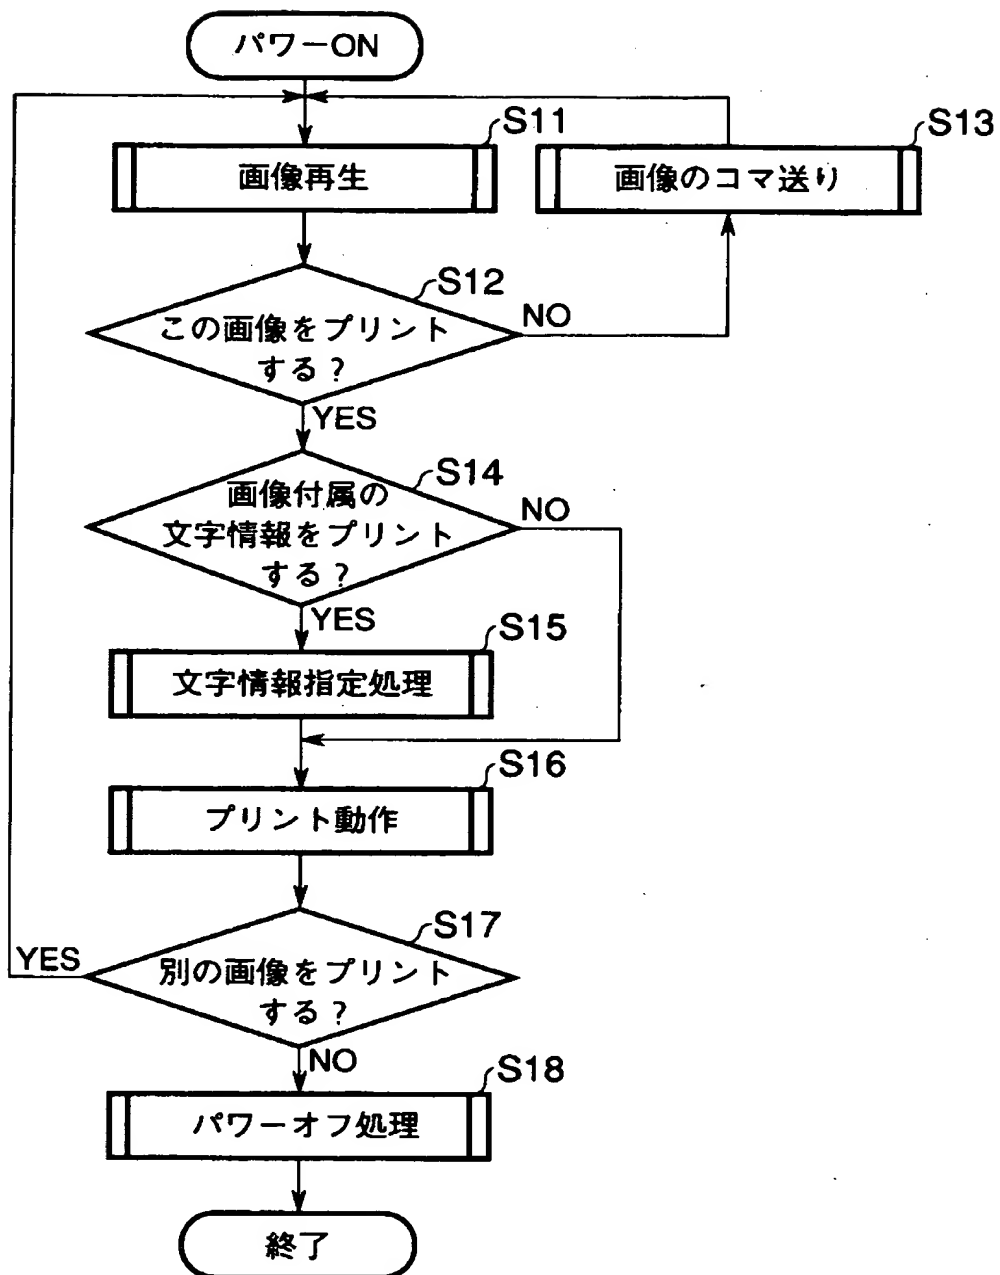 パワーON
S11
画像再生
S13
画像のコマ送り
S12
この画像をプリント
する？
NO
YES
S14
画像付属の
文字情報をプリント
する？
NO
YES
S15
文字情報指定処理
S16
プリント動作
S17
別の画像をプリント
する？
YES
NO
S18
パワーオフ処理
終了